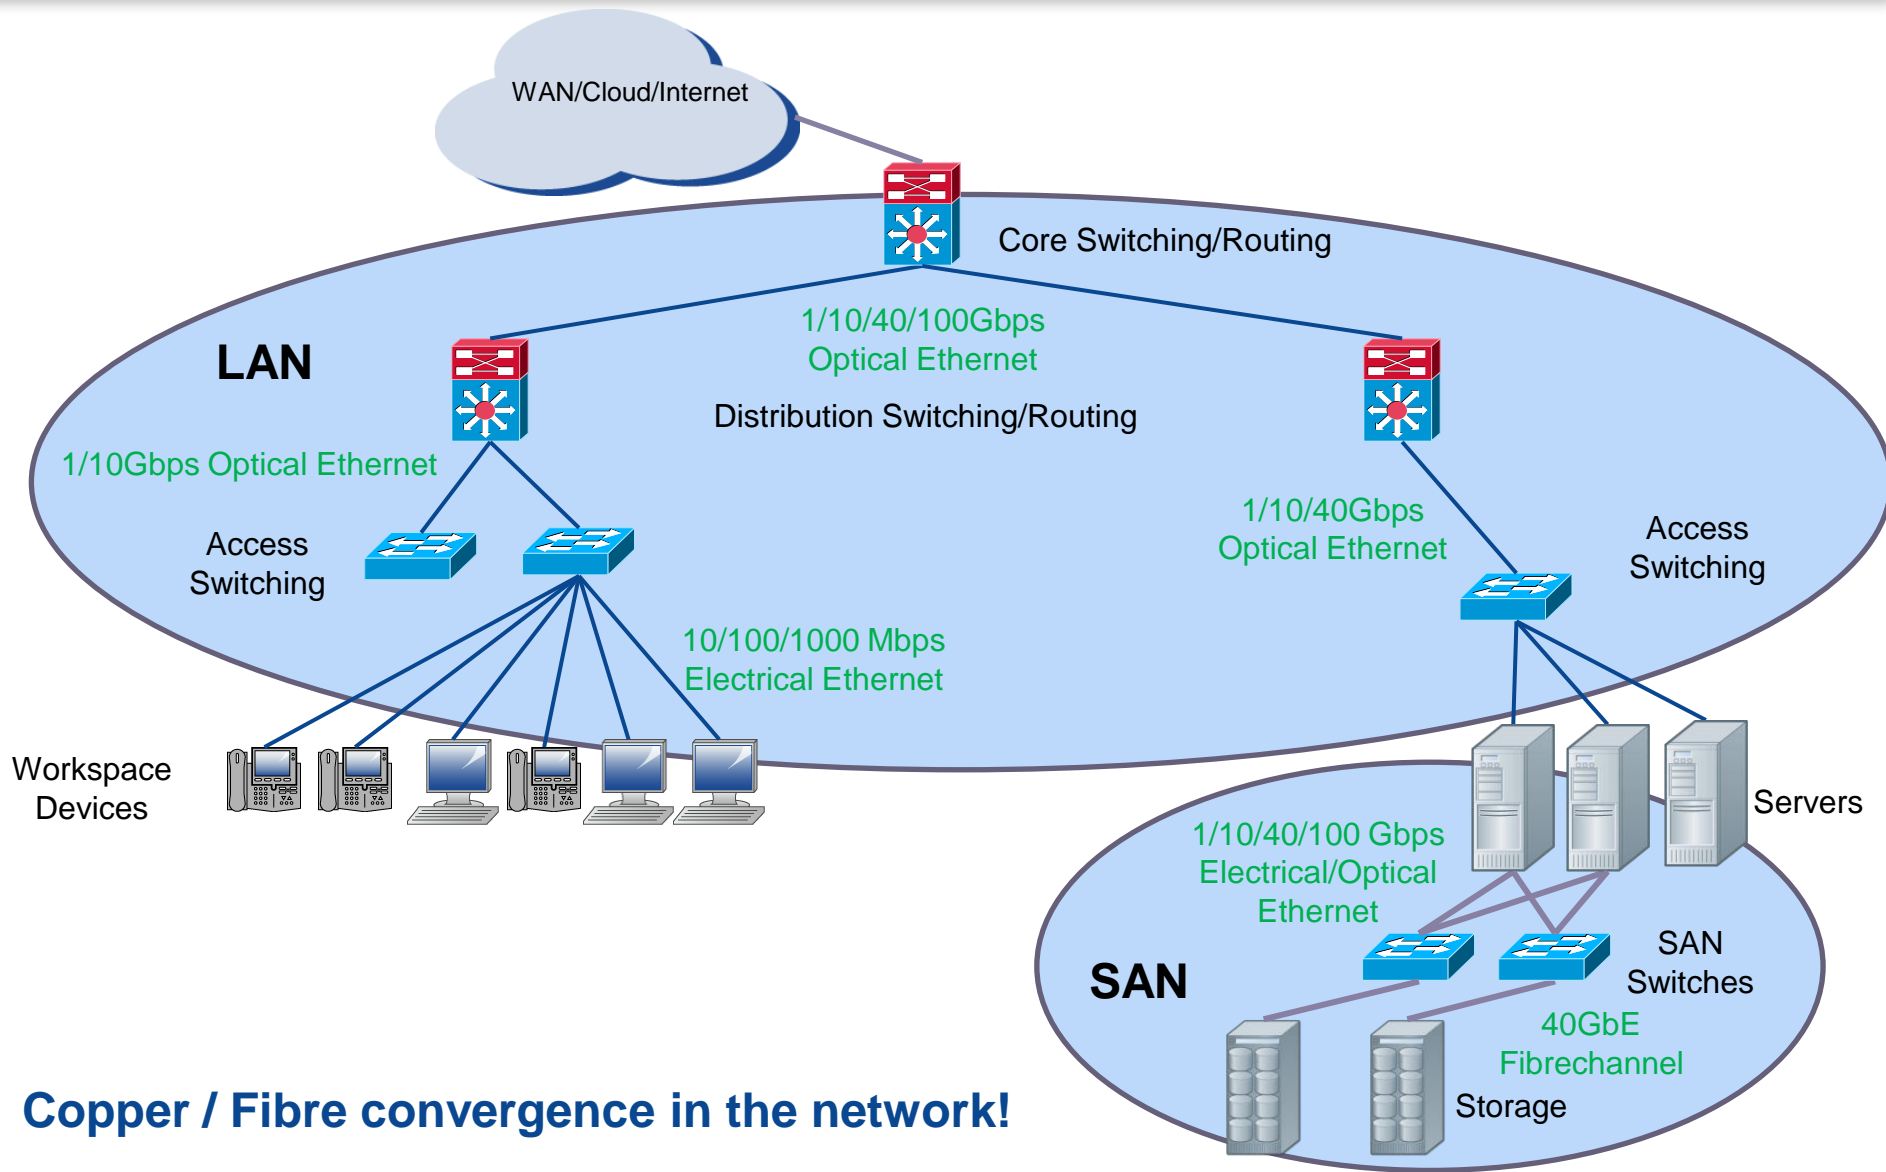 WAN/Cloud/Internet
Core Switching/Routing
1/10/40/100Gbps
Optical Ethernet
LAN
Distribution Switching/Routing
1/10Gbps Optical Ethernet
1/10/40Gbps
Optical Ethernet
Access
Switching
Access
Switching
10/100/1000 Mbps
Electrical Ethernet
Workspace
Devices
Servers
1/10/40/100 Gbps
Electrical/Optical
Ethernet
SAN
Switches
SAN
40GbE
Fibrechannel
Storage
Copper / Fibre convergence in the network!